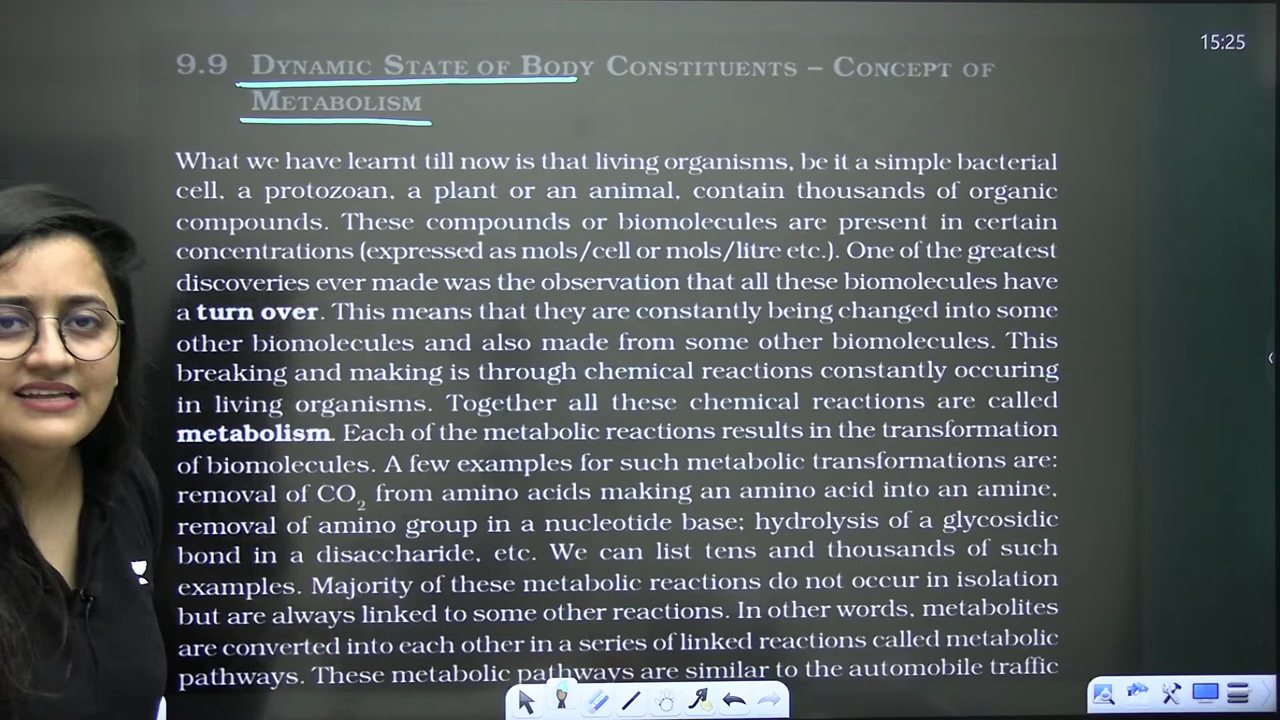 15:25
9.9 DYNAMIC STATE OF BODY CONSTITUENTS – CONCEPT OF
METABOLISM
What we have learnt till now is that living organisms, be it a simple bacterial
cell, a protozoan, a plant or an animal, contain thousands of organic
compounds. These compounds or biomolecules are present in certain
concentrations (expressed as mols/cell or mols/litre etc.). One of the greatest
discoveries ever made was the observation that all these biomolecules have
a turn over. This means that they are constantly being changed into some
other biomolecules and also made from some other biomolecules. This
breaking and making is through chemical reactions constantly occuring
in living organisms. Together all these chemical reactions are called
metabolism. Each of the metabolic reactions results in the transformation
of biomolecules. A few examples for such metabolic transformations are:
removal of CO₂ from amino acids making an amino acid into an amine,
removal of amino group in a nucleotide base; hydrolysis of a glycosidic
bond in a disaccharide, etc. We can list tens and thousands of such
examples. Majority of these metabolic reactions do not occur in isolation
but are always linked to some other reactions. In other words, metabolites
are converted into each other in a series of linked reactions called metabolic
pathways. These metabolic pathways are similar to the automobile traffic